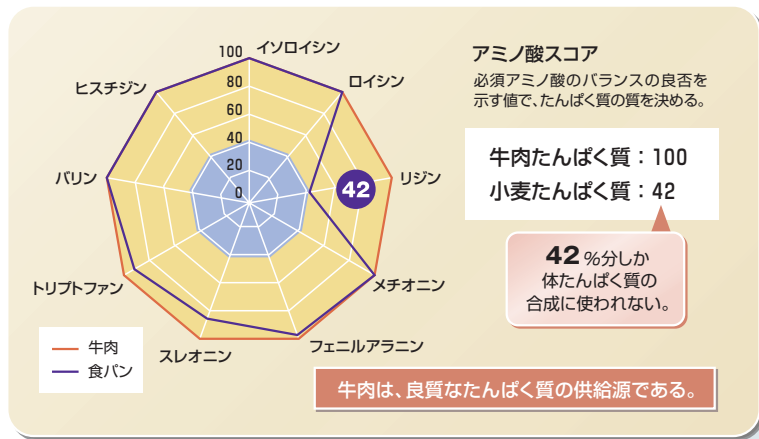 100
80
60
40
20
0
イソロイシン
ロイシン
リジン
メチオニン
フェニルアラニン
スレオニン
トリプトファン
バリン
ヒスチジン
42
牛肉
食パン
アミノ酸スコア
必須アミノ酸のバランスの良否を
示す値で、たんぱく質の質を決める。
牛肉たんぱく質：100
小麦たんぱく質：42
42％分しか
体たんぱく質の
合成に使われない。
牛肉は、良質なたんぱく質の供給源である。